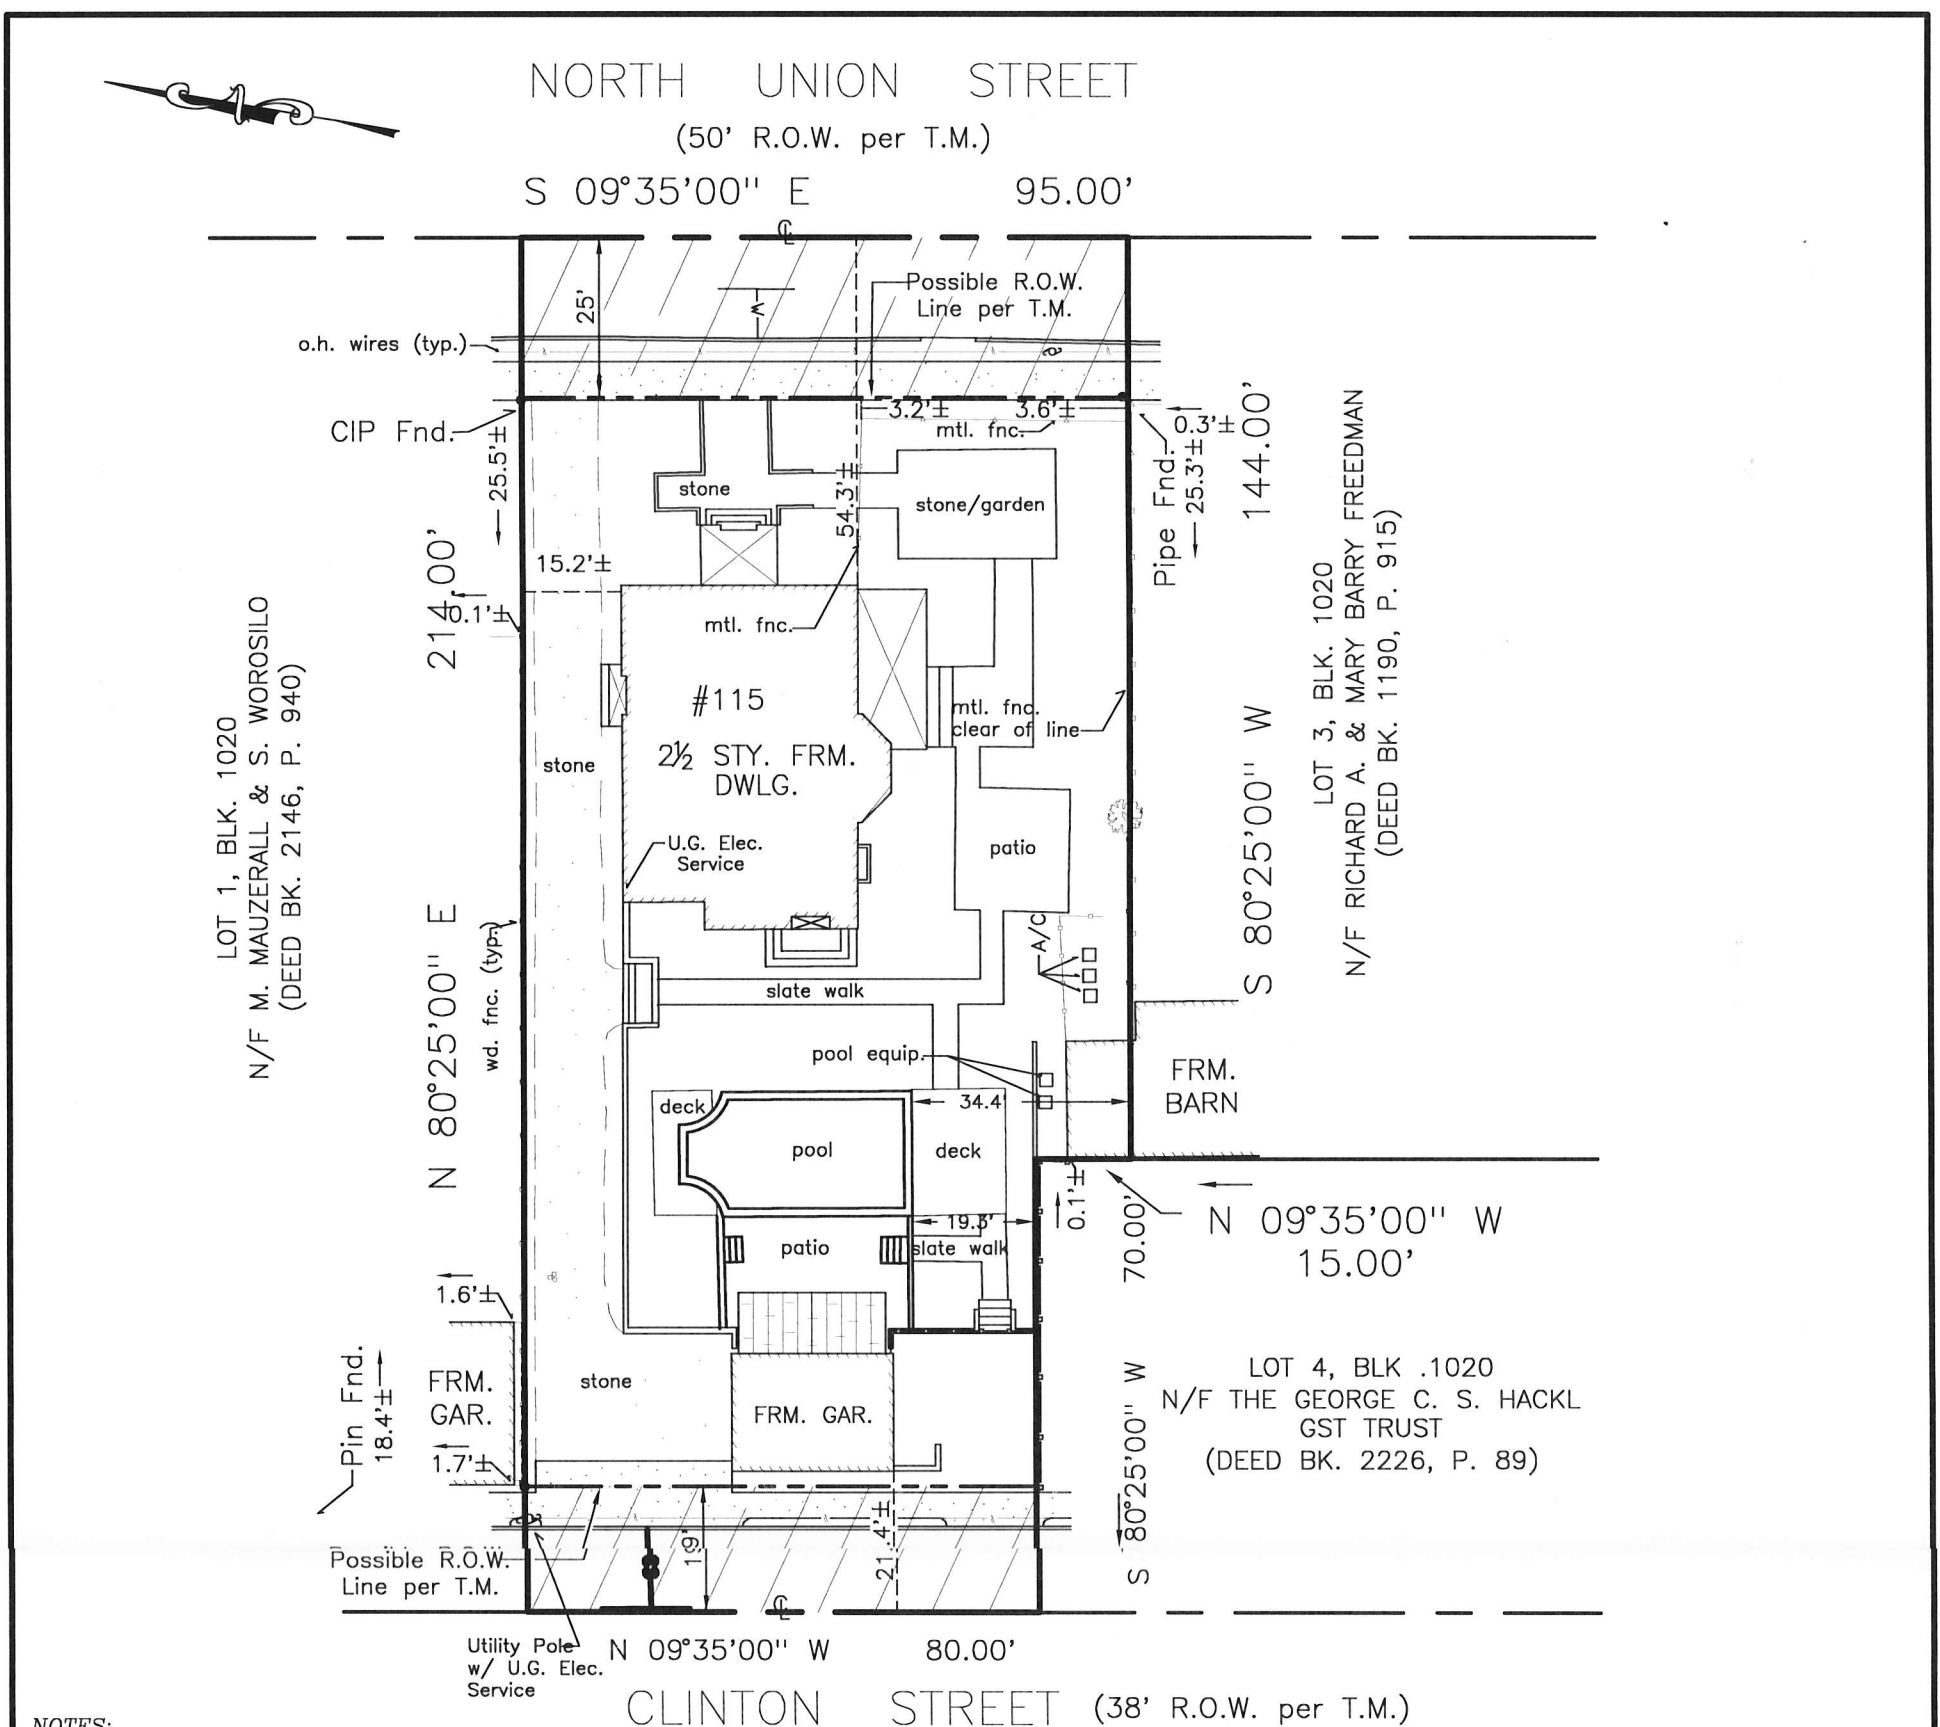 NORTH UNION STREET
(50' R.O.W. per T.M.)
S 09°35'00" E 95.00'
Possible R.O.W.
Line per T.M.
25'
W
o.h. wires (typ.)
CIP Fnd.
25.5'±
3.2'±
3.6'±
mtl. fnc.
0.3'±
Pipe Fnd.
25.3'±
144.00'
stone
54.3'±
stone/garden
15.2'±
0.1'±
214.00'
mtl. fnc.
#115
2½ STY. FRM.
DWLG.
mtl. fnc.
clear of line
stone
U.G. Elec.
Service
patio
LOT 1, BLK. 1020
N/F M. MAUZERALL & S. WOROSILO
(DEED BK. 2146, P. 940)
LOT 3, BLK. 1020
N/F RICHARD A. & MARY BARRY FREEDMAN
(DEED BK. 1190, P. 915)
S 80°25'00" W
N 80°25'00" E
wd. fnc. (typ.)
A/C
slate walk
pool equip.
FRM.
BARN
deck
34.4'
pool
deck
0.1'±
70.00'
N 09°35'00" W
15.00'
19.3'
patio
slate walk
1.6'±
Pin Fnd.
18.4'±
FRM.
GAR.
1.7'±
stone
FRM. GAR.
LOT 4, BLK .1020
N/F THE GEORGE C. S. HACKL
GST TRUST
(DEED BK. 2226, P. 89)
S 80°25'00" W
Possible R.O.W.
Line per T.M.
19'
21.4'±
Utility Pole
w/ U.G. Elec.
Service
N 09°35'00" W 80.00'
CLINTON STREET (38' R.O.W. per T.M.)
NOTES: